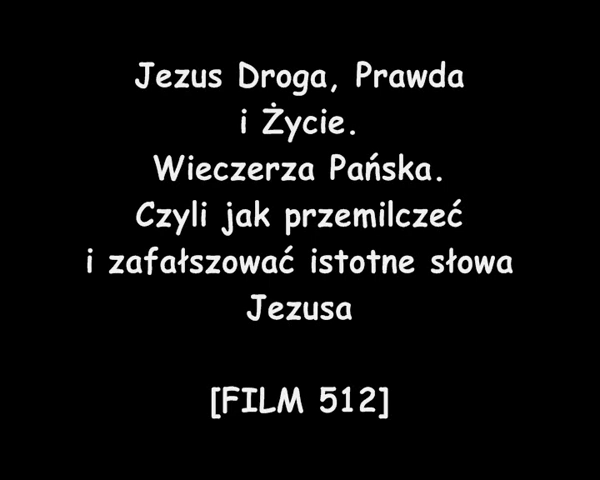 Jezus Droga, Prawda
i Życie.
Wieczerza Pańska.
Czyli jak przemilczeć
i zafałszować istotne słowa
Jezusa
[FILM 512]